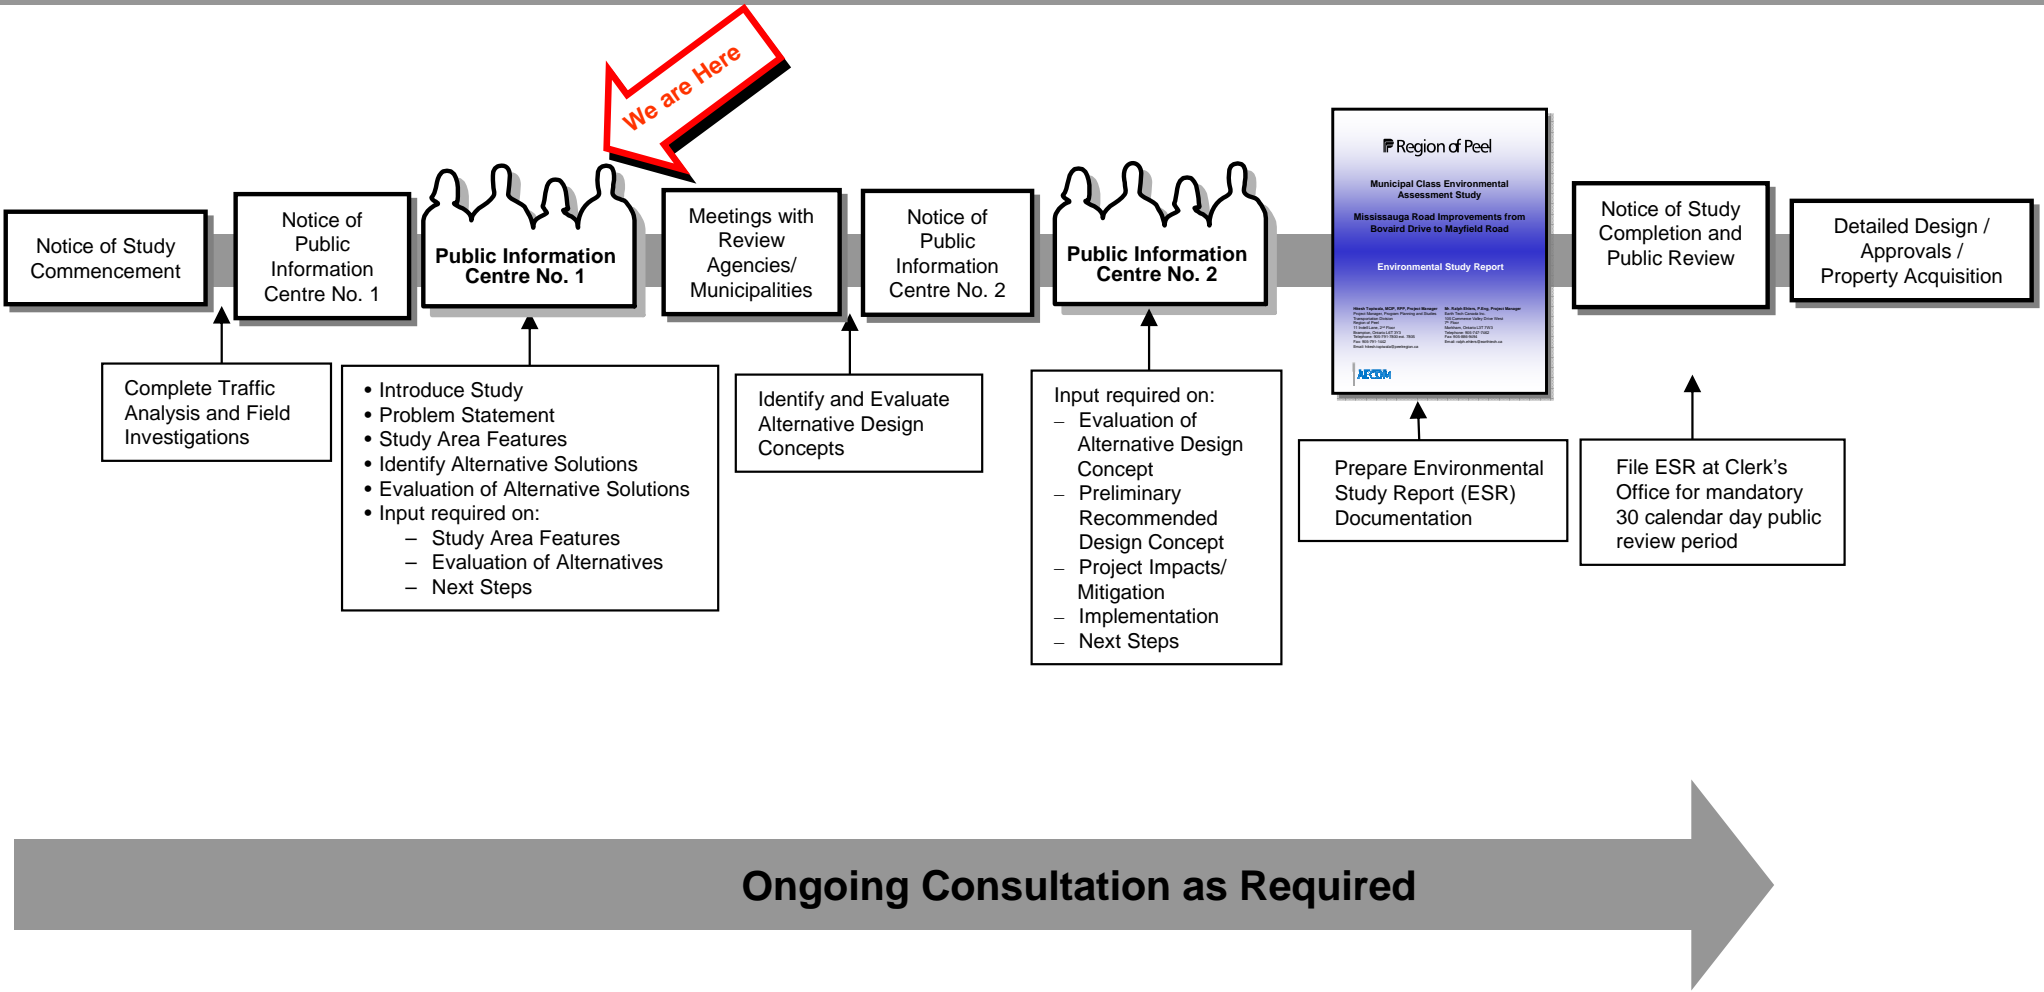 We are Here
Notice of Study
Commencement
Notice of
Public
Information
Centre No. 1
Public Information
Centre No. 1
Meetings with
Review
Agencies/
Municipalities
Notice of
Public
Information
Centre No. 2
Public Information
Centre No. 2
Region of Peel
Municipal Class Environmental
Assessment Study
Mississauga Road Improvements from
Bovaird Drive to Mayfield Road
Environmental Study Report
AECOM
Notice of Study
Completion and
Public Review
Detailed Design /
Approvals /
Property Acquisition
Complete Traffic
Analysis and Field
Investigations
• Introduce Study
• Problem Statement
• Study Area Features
• Identify Alternative Solutions
• Evaluation of Alternative Solutions
• Input required on:
– Study Area Features
– Evaluation of Alternatives
– Next Steps
Identify and Evaluate
Alternative Design
Concepts
Input required on:
– Evaluation of
Alternative Design
Concept
– Preliminary
Recommended
Design Concept
– Project Impacts/
Mitigation
– Implementation
– Next Steps
Prepare Environmental
Study Report (ESR)
Documentation
File ESR at Clerk's
Office for mandatory
30 calendar day public
review period
Ongoing Consultation as Required